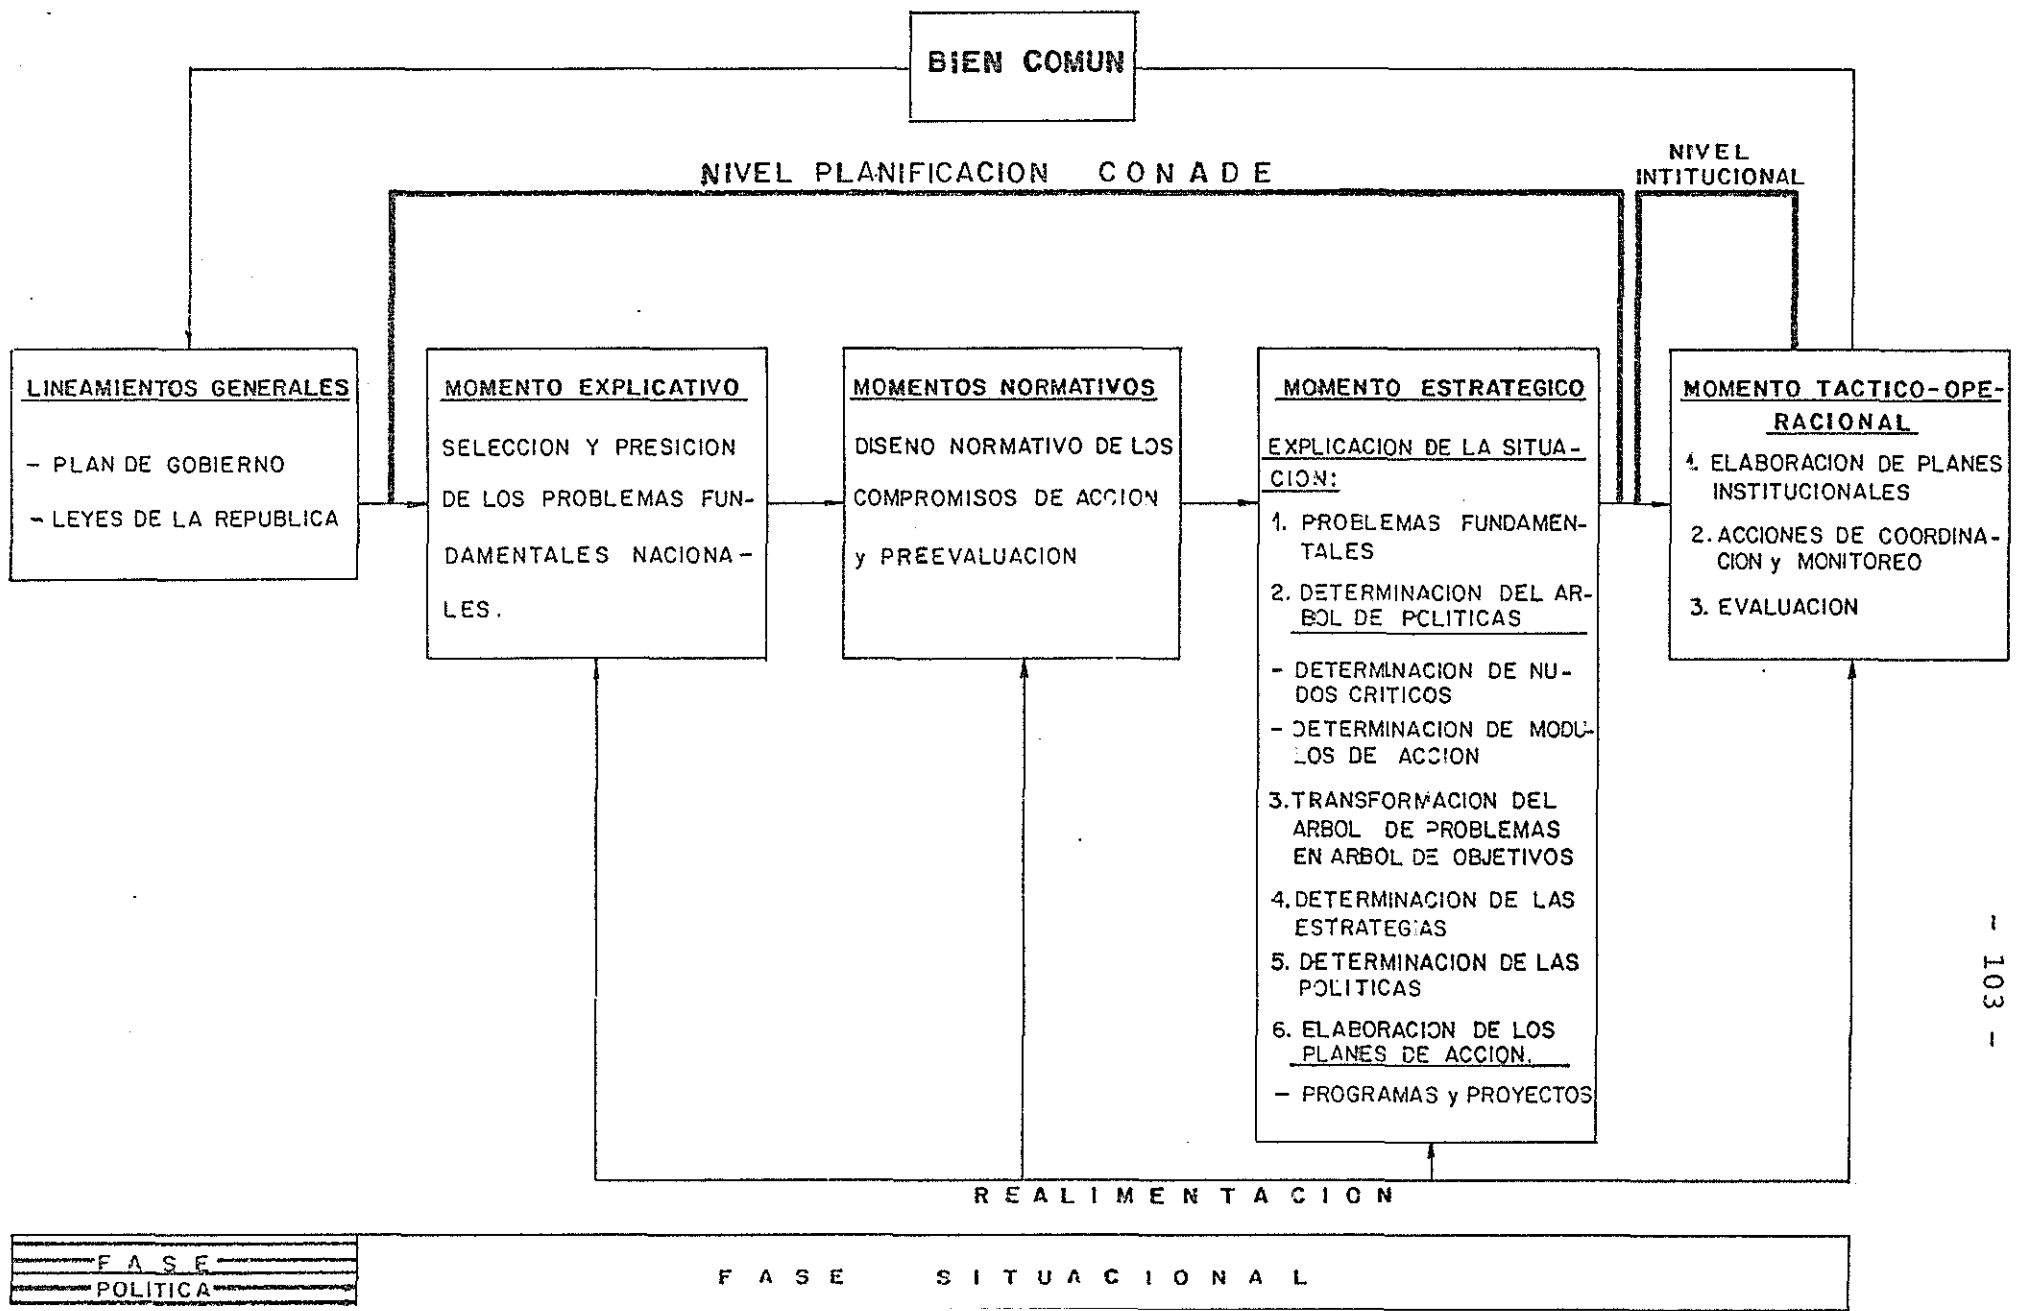 BIEN COMUN
NIVEL PLANIFICACION CONADE
NIVEL
INTITUCIONAL
LINEAMIENTOS GENERALES
- PLAN DE GOBIERNO
- LEYES DE LA REPUBLICA
MOMENTO EXPLICATIVO
SELECCION Y PRESICION
DE LOS PROBLEMAS FUN-
DAMENTALES NACIONA-
LES.
MOMENTOS NORMATIVOS
DISEÑO NORMATIVO DE LOS
COMPROMISOS DE ACCION
y PREEVALUACION
MOMENTO ESTRATEGICO
EXPLICACION DE LA SITUA-
CION:
1. PROBLEMAS FUNDAMEN-
TALES
2. DETERMINACION DEL AR-
BOL DE POLITICAS
- DETERMINACION DE NU-
DOS CRITICOS
- DETERMINACION DE MODU-
LOS DE ACCION
3. TRANSFORMACION DEL
ARBOL DE PROBLEMAS
EN ARBOL DE OBJETIVOS
4. DETERMINACION DE LAS
ESTRATEGIAS
5. DETERMINACION DE LAS
POLITICAS
6. ELABORACION DE LOS
PLANES DE ACCION.
- PROGRAMAS y PROYECTOS
MOMENTO TACTICO-OPE-
RACIONAL
1. ELABORACION DE PLANES
INSTITUCIONALES
2. ACCIONES DE COORDINA-
CION y MONITOREO
3. EVALUACION
REALIMENTACION
FASE
POLITICA
FASE SITUACIONAL
- 103 -